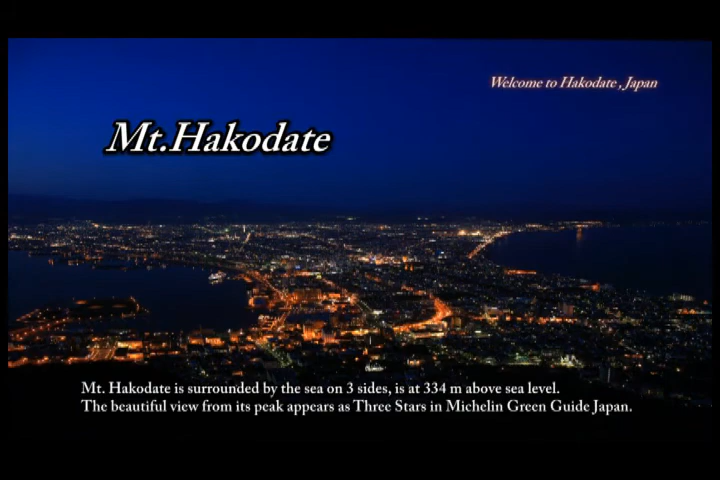 Welcome to Hakodate , Japan
Mt.Hakodate
Mt. Hakodate is surrounded by the sea on 3 sides, is at 334 m above sea level.
The beautiful view from its peak appears as Three Stars in Michelin Green Guide Japan.